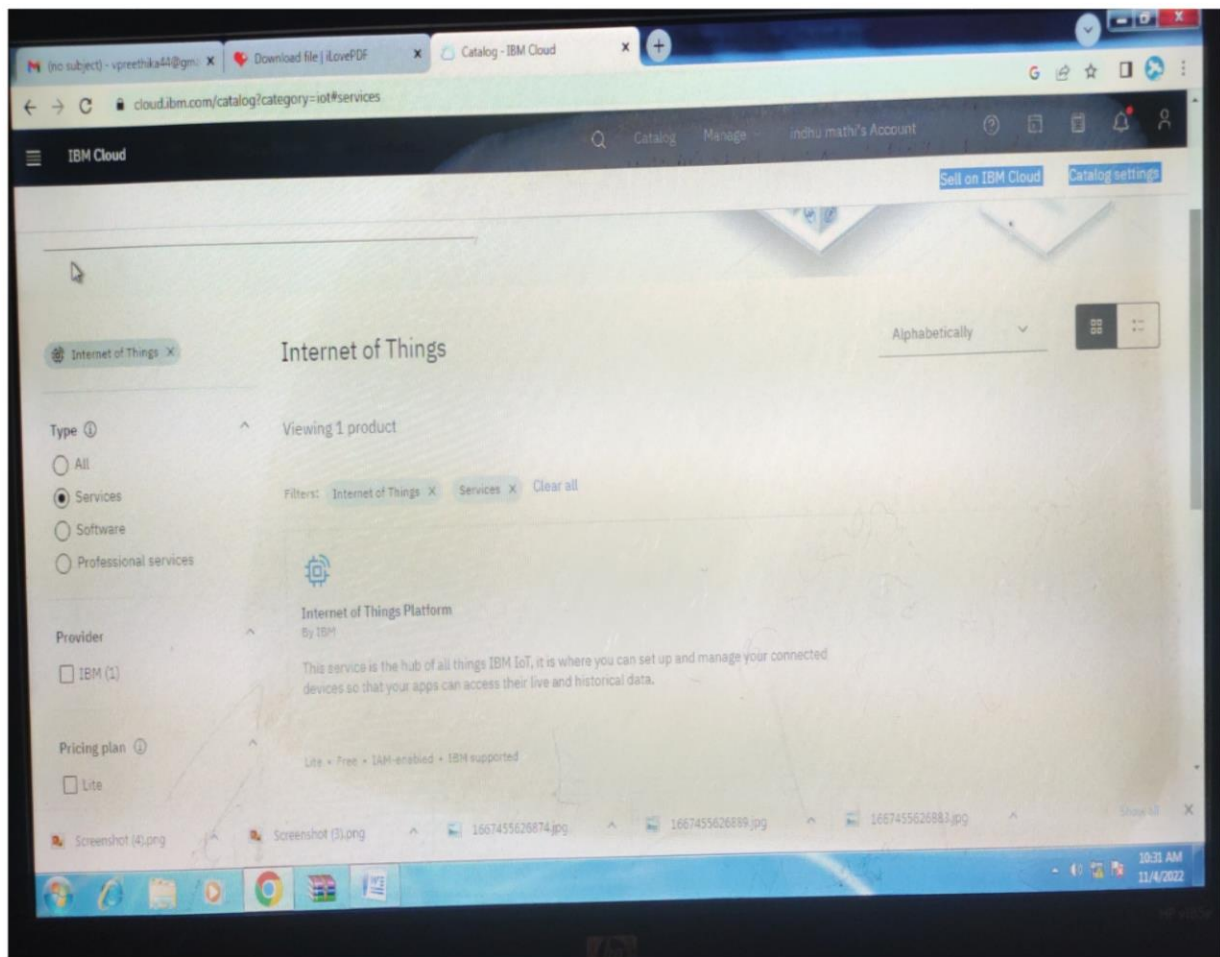 (no subject) - vpreethika44@gm
Download file | iLovePDF
Catalog - IBM Cloud
cloud.ibm.com/catalog?category=iot#services
IBM Cloud
Catalog
Manage
indhu mathi's Account
Sell on IBM Cloud
Catalog settings
Internet of Things X
Internet of Things
Alphabetically
Type
Viewing 1 product
All
Services
Software
Professional services
Filters: Internet of Things X Services X Clear all
Internet of Things Platform
By IBM
This service is the hub of all things IBM IoT, it is where you can set up and manage your connected
devices so that your apps can access their live and historical data.
Provider
IBM (1)
Pricing plan
Lite
Lite • Free • IAM-enabled • IBM supported
Screenshot (4).png
Screenshot (3).png
1667455626874.jpg
1667455626889.jpg
1667455626883.jpg
Show all
10:31 AM
11/4/2022
hp